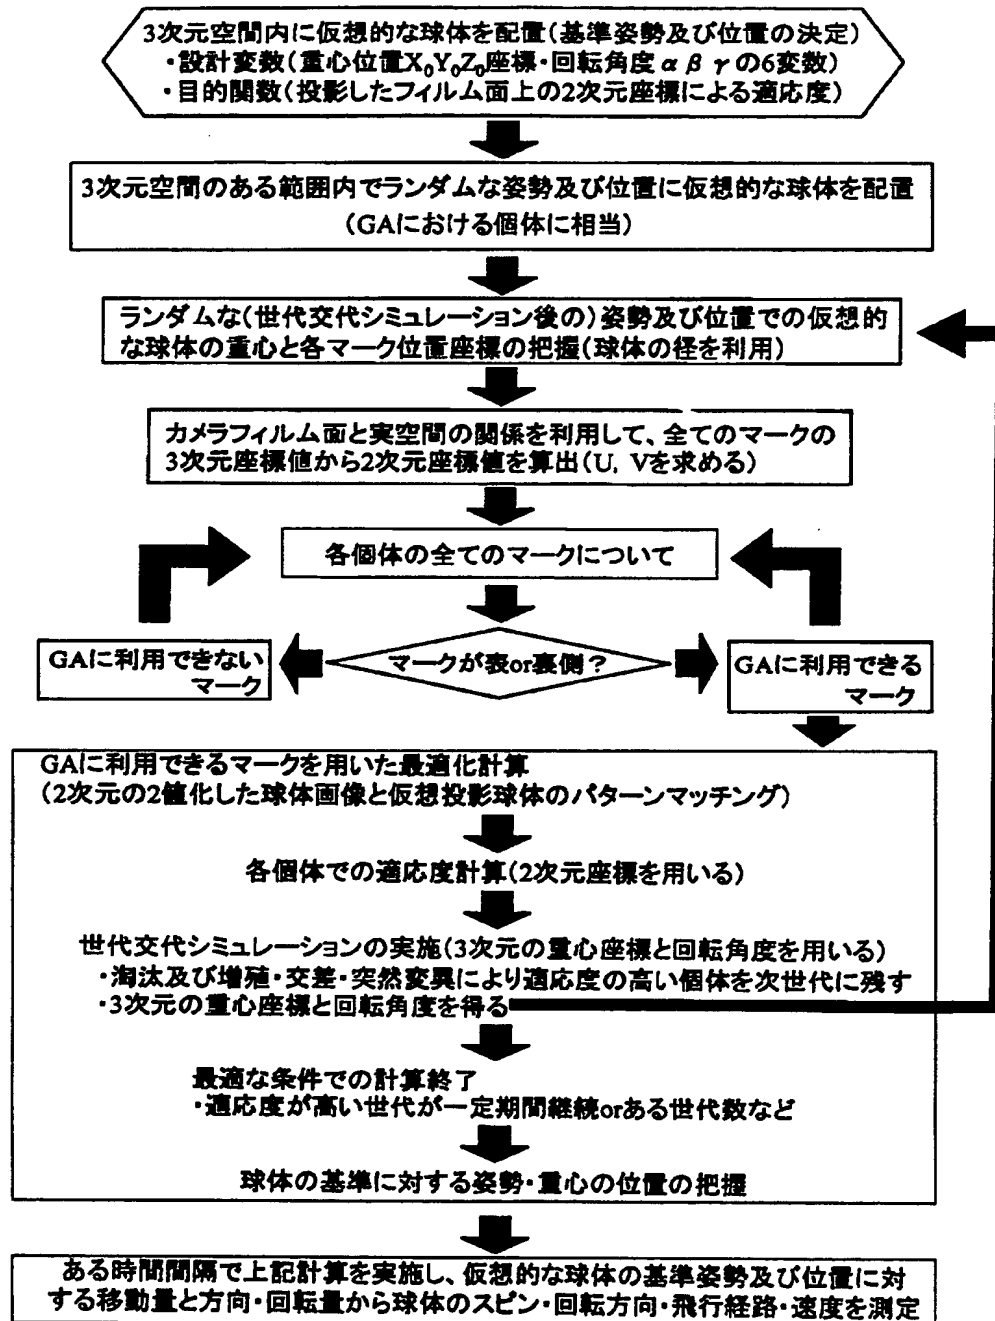 3次元空間内に仮想的な球体を配置(基準姿勢及び位置の決定)
・設計変数(重心位置X₀Y₀Z₀座標・回転角度α β γの6変数)
・目的関数(投影したフィルム面上の2次元座標による適応度)
3次元空間のある範囲内でランダムな姿勢及び位置に仮想的な球体を配置
(GAにおける個体に相当)
ランダムな(世代交代シミュレーション後の)姿勢及び位置での仮想的
な球体の重心と各マーク位置座標の把握(球体の径を利用)
カメラフィルム面と実空間の関係を利用して、全てのマークの
3次元座標値から2次元座標値を算出(U, Vを求める)
各個体の全てのマークについて
マークが表or裏側?
GAに利用できない
マーク
GAに利用できる
マーク
GAに利用できるマークを用いた最適化計算
(2次元の2値化した球体画像と仮想投影球体のパターンマッチング)
各個体での適応度計算(2次元座標を用いる)
世代交代シミュレーションの実施(3次元の重心座標と回転角度を用いる)
・淘汰及び増殖・交差・突然変異により適応度の高い個体を次世代に残す
・3次元の重心座標と回転角度を得る
最適な条件での計算終了
・適応度が高い世代が一定期間継続orある世代数など
球体の基準に対する姿勢・重心の位置の把握
ある時間間隔で上記計算を実施し、仮想的な球体の基準姿勢及び位置に対
する移動量と方向・回転量から球体のスピン・回転方向・飛行経路・速度を測定